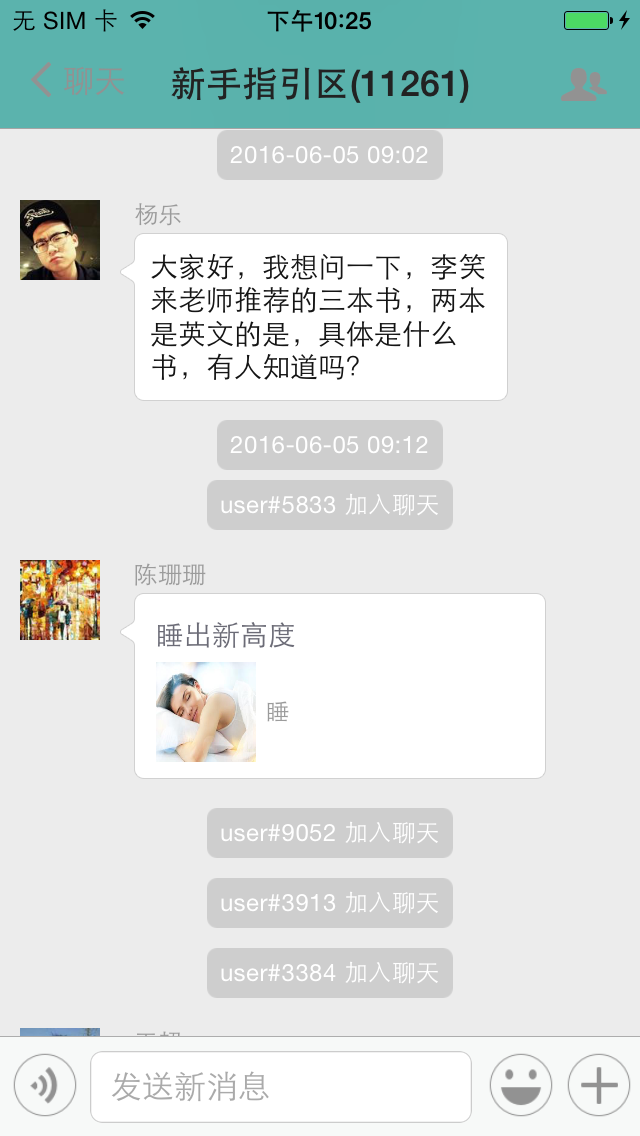 无 SIM 卡 下午10:25
聊天 新手指引区(11261)
2016-06-05 09:02
杨乐
大家好，我想问一下，李笑
来老师推荐的三本书，两本
是英文的是，具体是什么
书，有人知道吗?
2016-06-05 09:12
user#5833 加入聊天
陈珊珊
睡出新高度
睡
user#9052 加入聊天
user#3913 加入聊天
user#3384 加入聊天
发送新消息